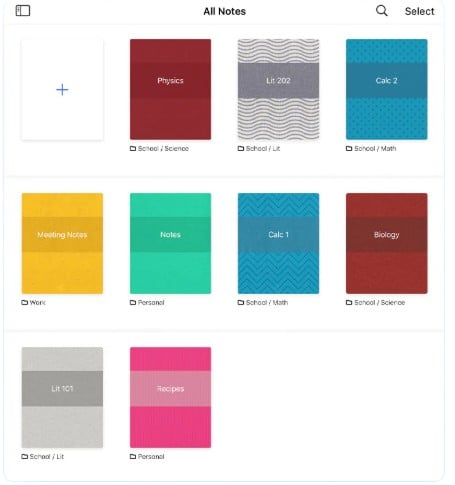 All Notes
Select
Physics
Lit 202
Calc 2
School / Science
School / Lit
School / Math
Meeting Notes
Notes
Calc 1
Biology
Work
Personal
School / Math
School / Science
Lit 101
Recipes
School / Lit
Personal